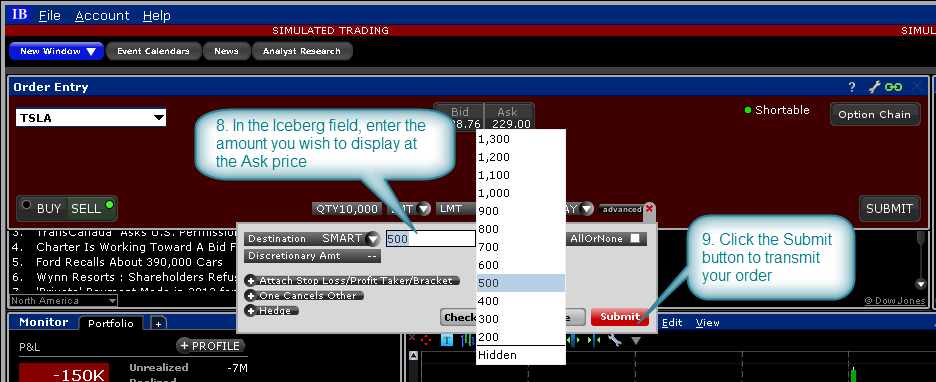 IB File Account Help
SIMULATED TRADING SIMUL
New Window Event Calendars News Analyst Research
Order Entry ?
TSLA Bid Ask Shortable Option Chain
8.76 229.00
8. In the Iceberg field, enter the
amount you wish to display at
the Ask price
1,300
1,200
1,100
1,000
900
800
700
600
500
400
300
200
Hidden
BUY SELL QTY10,000 LMT LMT AY advanced SUBMIT
Destination SMART 500 AllOrNone
Discretionary Amt --
Attach Stop Loss/Profit Taker/Bracket
One Cancels Other
Hedge
Check e Submit
9. Click the Submit
button to transmit
your order
3. TransCanada Asks U.S. Permission
4. Charter Is Working Toward A Bid F
5. Ford Recalls About 390,000 Cars
6. Wynn Resorts : Shareholders Refus
North America © Dow Jones
Monitor Portfolio + Edit View
P&L + PROFILE
-150K Unrealized -7M